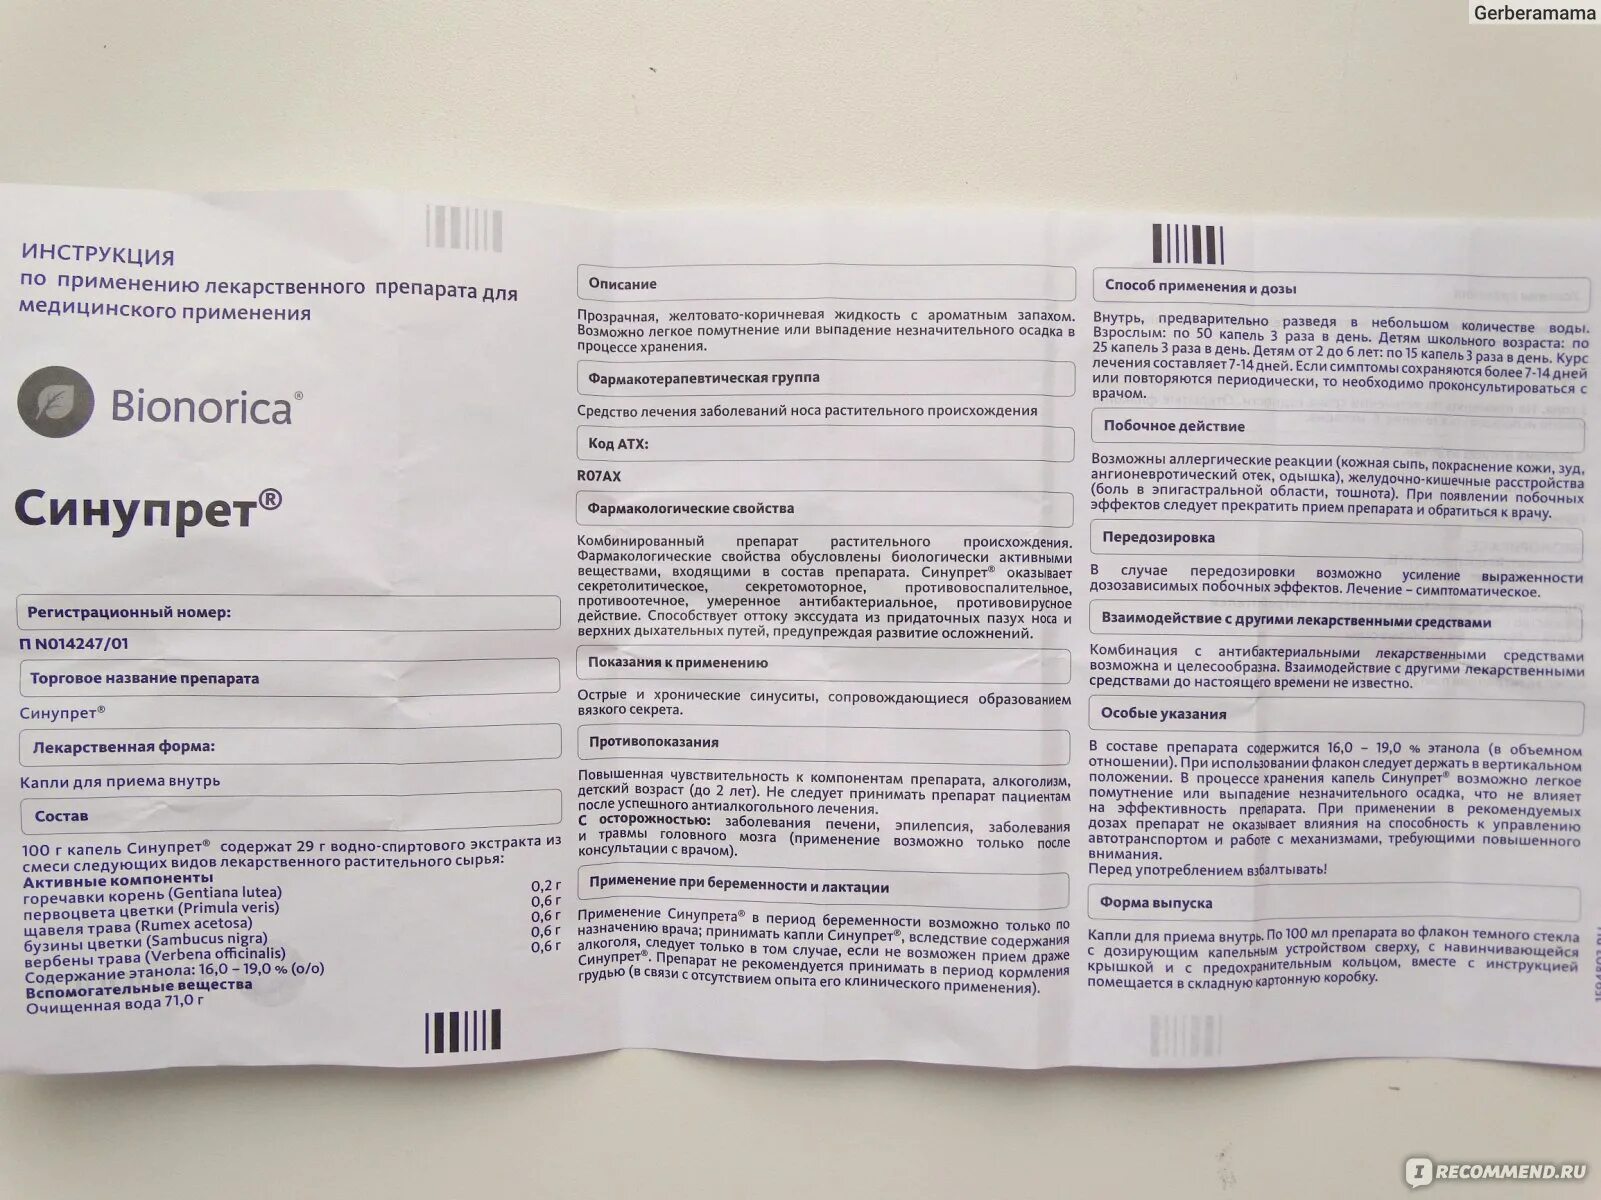 Gerberamama
ИНСТРУКЦИЯ
по применению лекарственного препарата для
медицинского применения
Bionorica®
Синупрет®
Регистрационный номер:
П N014247/01
Торговое название препарата
Синупрет®
Лекарственная форма:
Капли для приема внутрь
Состав
100 г капель Синупрет® содержат 29 г водно-спиртового экстракта из
смеси следующих видов лекарственного растительного сырья:
Активные компоненты
горечавки корень (Gentiana lutea) 0,2 г
первоцвета цветки (Primula veris) 0,6 г
щавеля трава (Rumex acetosa) 0,6 г
бузины цветки (Sambucus nigra) 0,6 г
вербены трава (Verbena officinalis) 0,6 г
Содержание этанола: 16,0 – 19,0 % (о/о)
Вспомогательные вещества
Очищенная вода 71,0 г
Описание
Прозрачная, желтовато-коричневая жидкость с ароматным запахом.
Возможно легкое помутнение или выпадение незначительного осадка в
процессе хранения.
Фармакотерапевтическая группа
Средство лечения заболеваний носа растительного происхождения
Код АТХ:
R07AX
Фармакологические свойства
Комбинированный препарат растительного происхождения.
Фармакологические свойства обусловлены биологически активными
веществами, входящими в состав препарата. Синупрет® оказывает
секретолитическое, секретомоторное, противовоспалительное,
противоотечное, умеренное антибактериальное, противовирусное
действие. Способствует оттоку экссудата из придаточных пазух носа и
верхних дыхательных путей, предупреждая развитие осложнений.
Показания к применению
Острые и хронические синуситы, сопровождающиеся образованием
вязкого секрета.
Противопоказания
Повышенная чувствительность к компонентам препарата, алкоголизм,
детский возраст (до 2 лет). Не следует принимать препарат пациентам
после успешного антиалкогольного лечения.
С осторожностью: заболевания печени, эпилепсия, заболевания
и травмы головного мозга (применение возможно только после
консультации с врачом).
Применение при беременности и лактации
Применение Синупрета® в период беременности возможно только по
назначению врача; принимать капли Синупрет®, вследствие содержания
алкоголя, следует только в том случае, если не возможен прием драже
Синупрет®. Препарат не рекомендуется принимать в период кормления
грудью (в связи с отсутствием опыта его клинического применения).
Способ применения и дозы
Внутрь, предварительно разведя в небольшом количестве воды.
Взрослым: по 50 капель 3 раза в день. Детям школьного возраста: по
25 капель 3 раза в день. Детям от 2 до 6 лет: по 15 капель 3 раза в день. Курс
лечения составляет 7-14 дней. Если симптомы сохраняются более 7-14 дней
или повторяются периодически, то необходимо проконсультироваться с
врачом.
Побочное действие
Возможны аллергические реакции (кожная сыпь, покраснение кожи, зуд,
ангионевротический отек, одышка), желудочно-кишечные расстройства
(боль в эпигастральной области, тошнота). При появлении побочных
эффектов следует прекратить прием препарата и обратиться к врачу.
Передозировка
В случае передозировки возможно усиление выраженности
дозозависимых побочных эффектов. Лечение – симптоматическое.
Взаимодействие с другими лекарственными средствами
Комбинация с антибактериальными лекарственными средствами
возможна и целесообразна. Взаимодействие с другими лекарственными
средствами до настоящего времени не известно.
Особые указания
В составе препарата содержится 16,0 – 19,0 % этанола (в объемном
отношении). При использовании флакон следует держать в вертикальном
положении. В процессе хранения капель Синупрет® возможно легкое
помутнение или выпадение незначительного осадка, что не влияет
на эффективность препарата. При применении в рекомендуемых
дозах препарат не оказывает влияния на способность к управлению
автотранспортом и работе с механизмами, требующими повышенного
внимания.
Перед употреблением взбалтывать!
Форма выпуска
Капли для приема внутрь. По 100 мл препарата во флакон темного стекла
с дозирующим капельным устройством сверху, с навинчивающейся
крышкой и с предохранительным кольцом, вместе с инструкцией
помещается в складную картонную коробку.
IRECOMMEND.RU